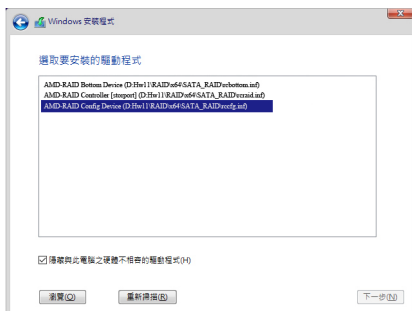 Windows 安裝程式
選取要安裝的驅動程式
AMD-RAID Bottom Device (D:\Hw11\RAID\x64\SATA_RAID\rcbottom.inf)
AMD-RAID Controller [storport] (D:\Hw11\RAID\x64\SATA_RAID\rcraid.inf)
AMD-RAID Config Device (D:\Hw11\RAID\x64\SATA_RAID\rccfg.inf)
隱藏與此電腦之硬體不相容的驅動程式(H)
瀏覽(O) 重新掃描(R) 下一步(N)